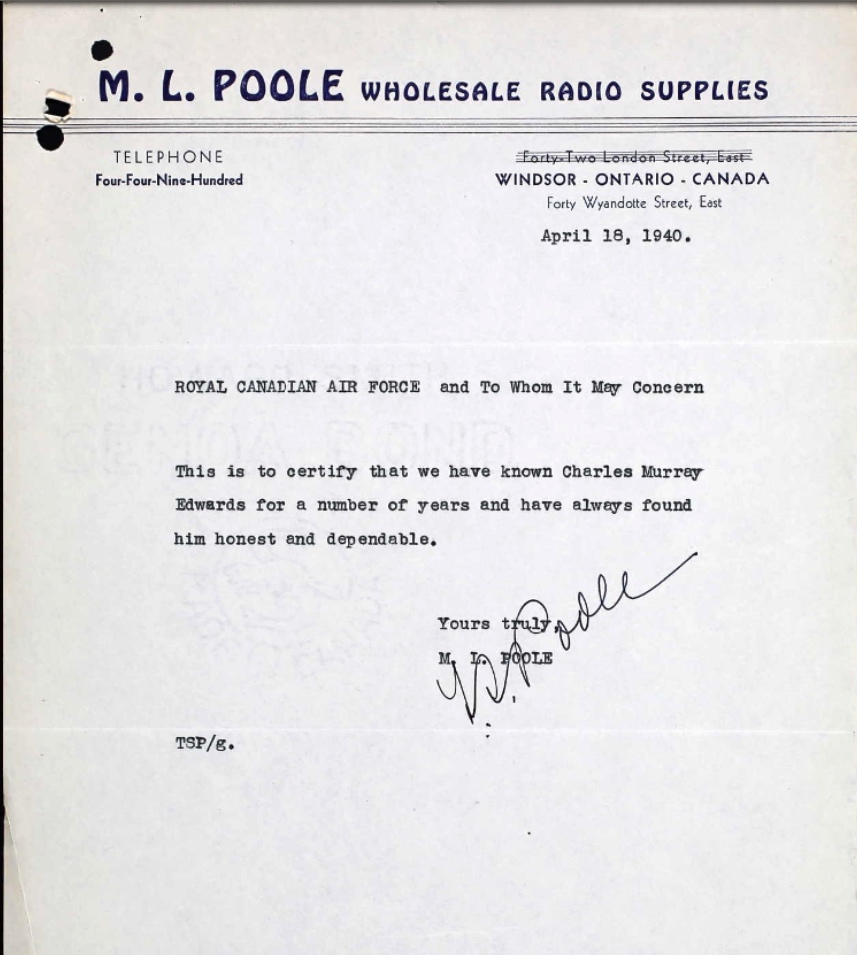 M. L. POOLE WHOLESALE RADIO SUPPLIES
TELEPHONE
Four-Four-Nine-Hundred
Forty-Two London Street, East
WINDSOR - ONTARIO - CANADA
Forty Wyandotte Street, East
April 18, 1940.
ROYAL CANADIAN AIR FORCE and To Whom It May Concern
This is to certify that we have known Charles Murray
Edwards for a number of years and have always found
him honest and dependable.
Yours truly,
M. L. POOLE
TSP/g.